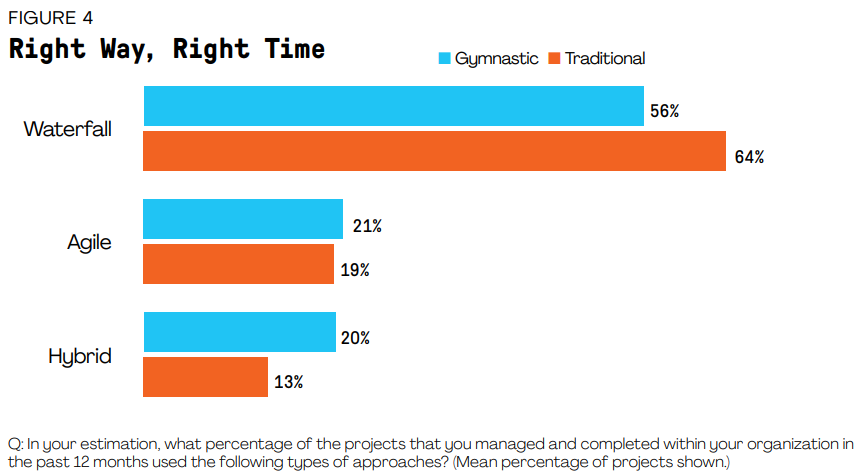 FIGURE 4
Right Way, Right Time
Gymnastic Traditional
Waterfall
56%
64%
Agile
21%
19%
Hybrid
20%
13%
Q: In your estimation, what percentage of the projects that you managed and completed within your organization in
the past 12 months used the following types of approaches? (Mean percentage of projects shown.)